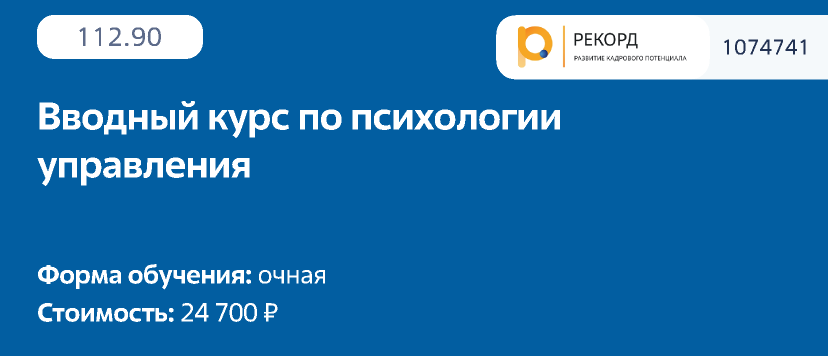 112.90
РЕКОРД
РАЗВИТИЕ КАДРОВОГО ПОТЕНЦИАЛА
1074741
Вводный курс по психологии
управления
Форма обучения: очная
Стоимость: 24 700 ₽